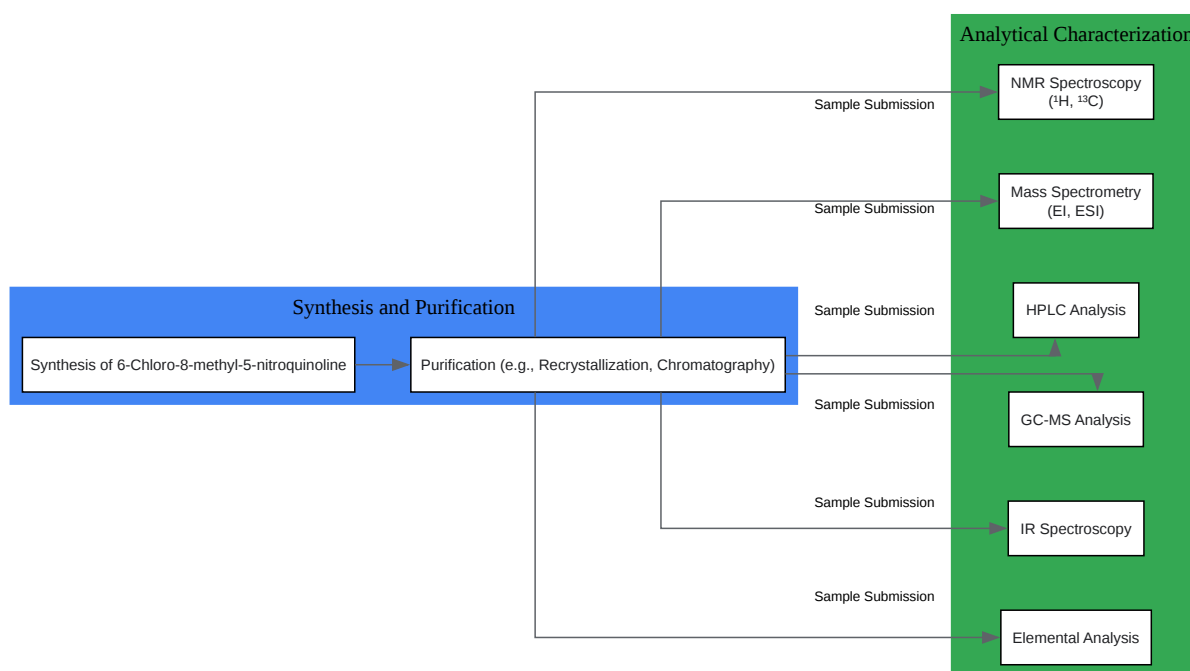 Analytical Characterization
NMR Spectroscopy
(¹H, ¹³C)
Sample Submission
Mass Spectrometry
(EI, ESI)
Sample Submission
Synthesis and Purification
Sample Submission
HPLC Analysis
Synthesis of 6-Chloro-8-methyl-5-nitroquinoline
Purification (e.g., Recrystallization, Chromatography)
Sample Submission
GC-MS Analysis
Sample Submission
IR Spectroscopy
Sample Submission
Elemental Analysis